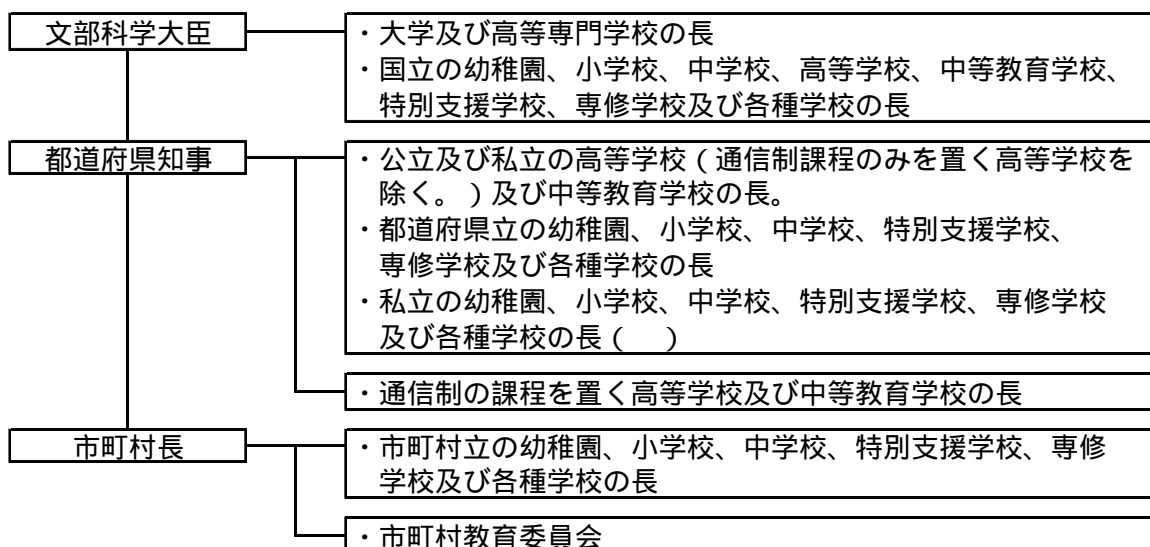 文部科学大臣
・大学及び高等専門学校の長
・国立の幼稚園、小学校、中学校、高等学校、中等教育学校、
特別支援学校、専修学校及び各種学校の長
都道府県知事
・公立及び私立の高等学校（通信制課程のみを置く高等学校を
除く。）及び中等教育学校の長。
・都道府県立の幼稚園、小学校、中学校、特別支援学校、
専修学校及び各種学校の長
・私立の幼稚園、小学校、中学校、特別支援学校、専修学校
及び各種学校の長（　）
・通信制の課程を置く高等学校及び中等教育学校の長
市町村長
・市町村立の幼稚園、小学校、中学校、特別支援学校、専修
学校及び各種学校の長
・市町村教育委員会